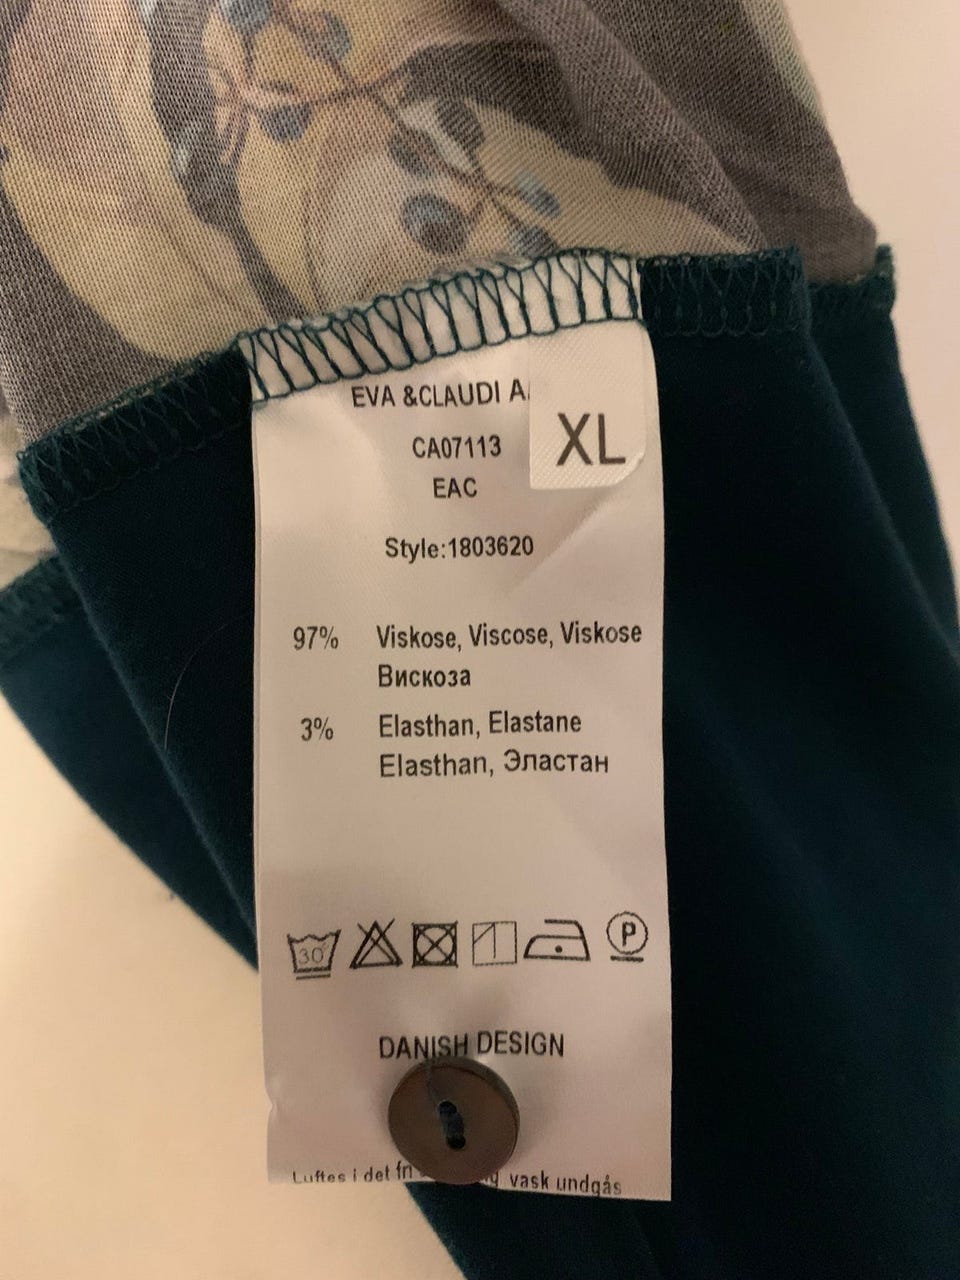 EVA &CLAUDI A
XL
CA07113
EAC
Style:1803620
97% Viskose, Viscose, Viskose
Вискоза
3% Elasthan, Elastane
Elasthan, Эластан
30°
P
DANISH DESIGN
Luftes i det vask undgås